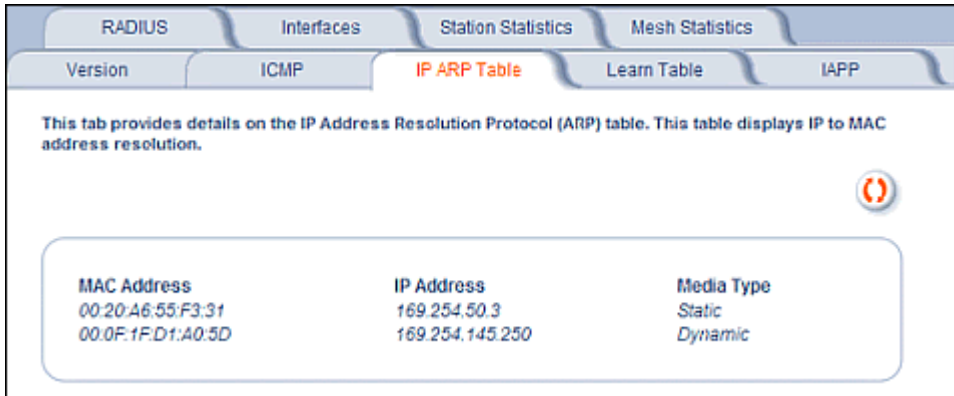 RADIUS Interfaces Station Statistics Mesh Statistics
Version ICMP IP ARP Table Learn Table IAPP
This tab provides details on the IP Address Resolution Protocol (ARP) table. This table displays IP to MAC
address resolution.
MAC Address IP Address Media Type
00:20:A6:55:F3:31 169.254.50.3 Static
00:0F:1F:D1:A0:5D 169.254.145.250 Dynamic